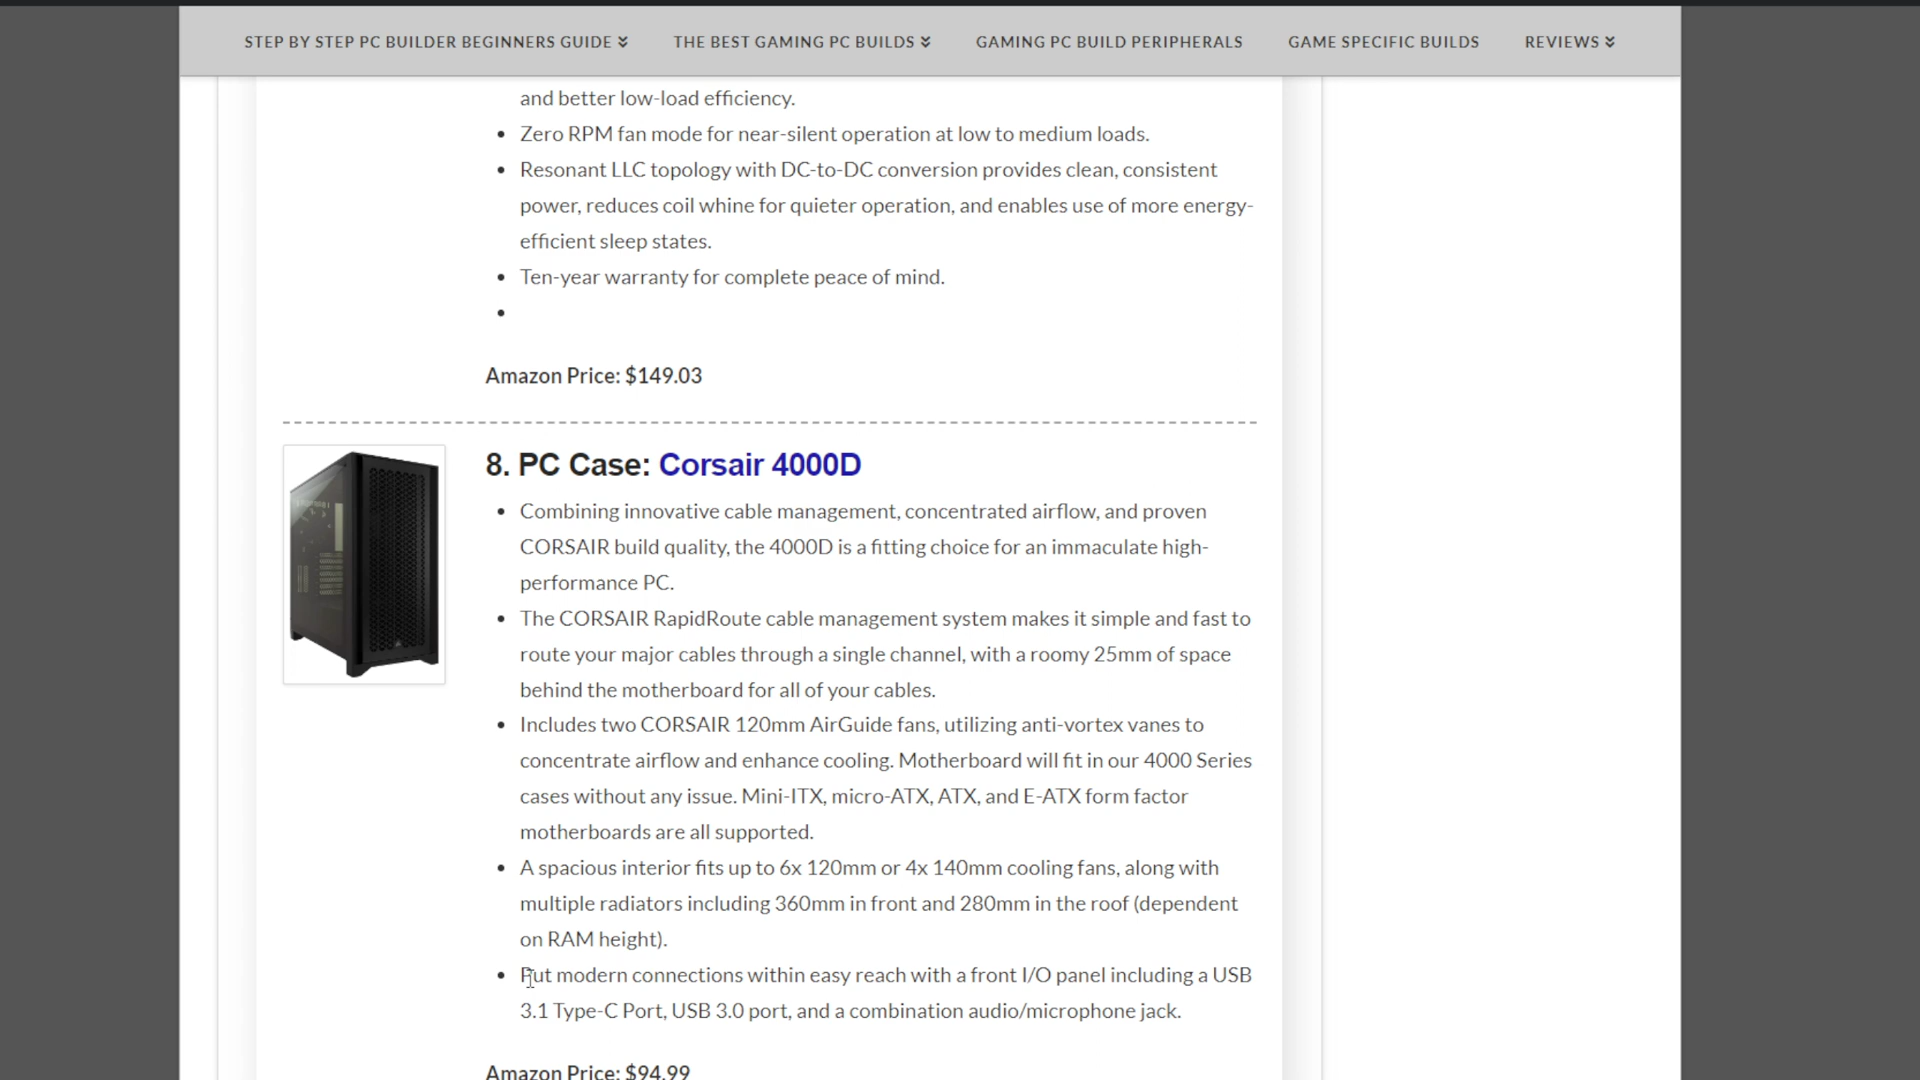 STEP BY STEP PC BUILDER BEGINNERS GUIDE THE BEST GAMING PC BUILDS GAMING PC BUILD PERIPHERALS GAME SPECIFIC BUILDS REVIEWS
and better low-load efficiency.
• Zero RPM fan mode for near-silent operation at low to medium loads.
• Resonant LLC topology with DC-to-DC conversion provides clean, consistent
power, reduces coil whine for quieter operation, and enables use of more energy-
efficient sleep states.
• Ten-year warranty for complete peace of mind.
•
Amazon Price: $149.03
8. PC Case: Corsair 4000D
• Combining innovative cable management, concentrated airflow, and proven
CORSAIR build quality, the 4000D is a fitting choice for an immaculate high-
performance PC.
• The CORSAIR RapidRoute cable management system makes it simple and fast to
route your major cables through a single channel, with a roomy 25mm of space
behind the motherboard for all of your cables.
• Includes two CORSAIR 120mm AirGuide fans, utilizing anti-vortex vanes to
concentrate airflow and enhance cooling. Motherboard will fit in our 4000 Series
cases without any issue. Mini-ITX, micro-ATX, ATX, and E-ATX form factor
motherboards are all supported.
• A spacious interior fits up to 6x 120mm or 4x 140mm cooling fans, along with
multiple radiators including 360mm in front and 280mm in the roof (dependent
on RAM height).
• Put modern connections within easy reach with a front I/O panel including a USB
3.1 Type-C Port, USB 3.0 port, and a combination audio/microphone jack.
Amazon Price: $94.99